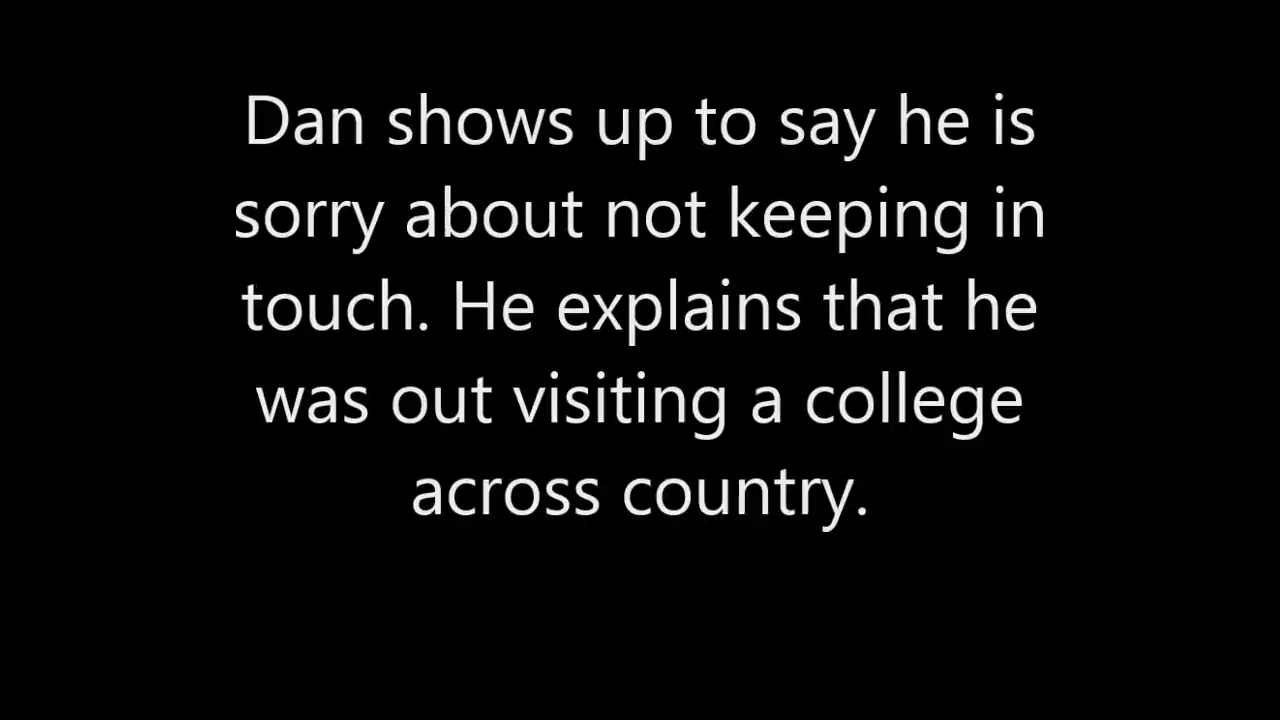 Dan shows up to say he is
sorry about not keeping in
touch. He explains that he
was out visiting a college
across country.